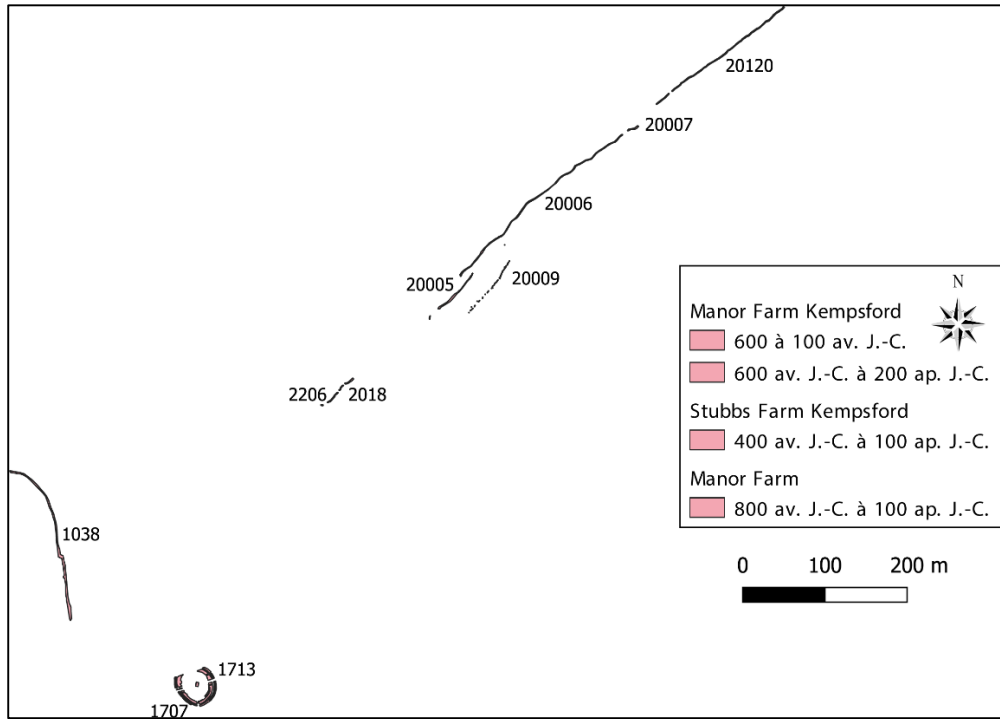 20120
20007
20006
20005
20009
2206 2018
1038
1713
1707
N
Manor Farm Kempsford
600 à 100 av. J.-C.
600 av. J.-C. à 200 ap. J.-C.
Stubbs Farm Kempsford
400 av. J.-C. à 100 ap. J.-C.
Manor Farm
800 av. J.-C. à 100 ap. J.-C.
0 100 200 m